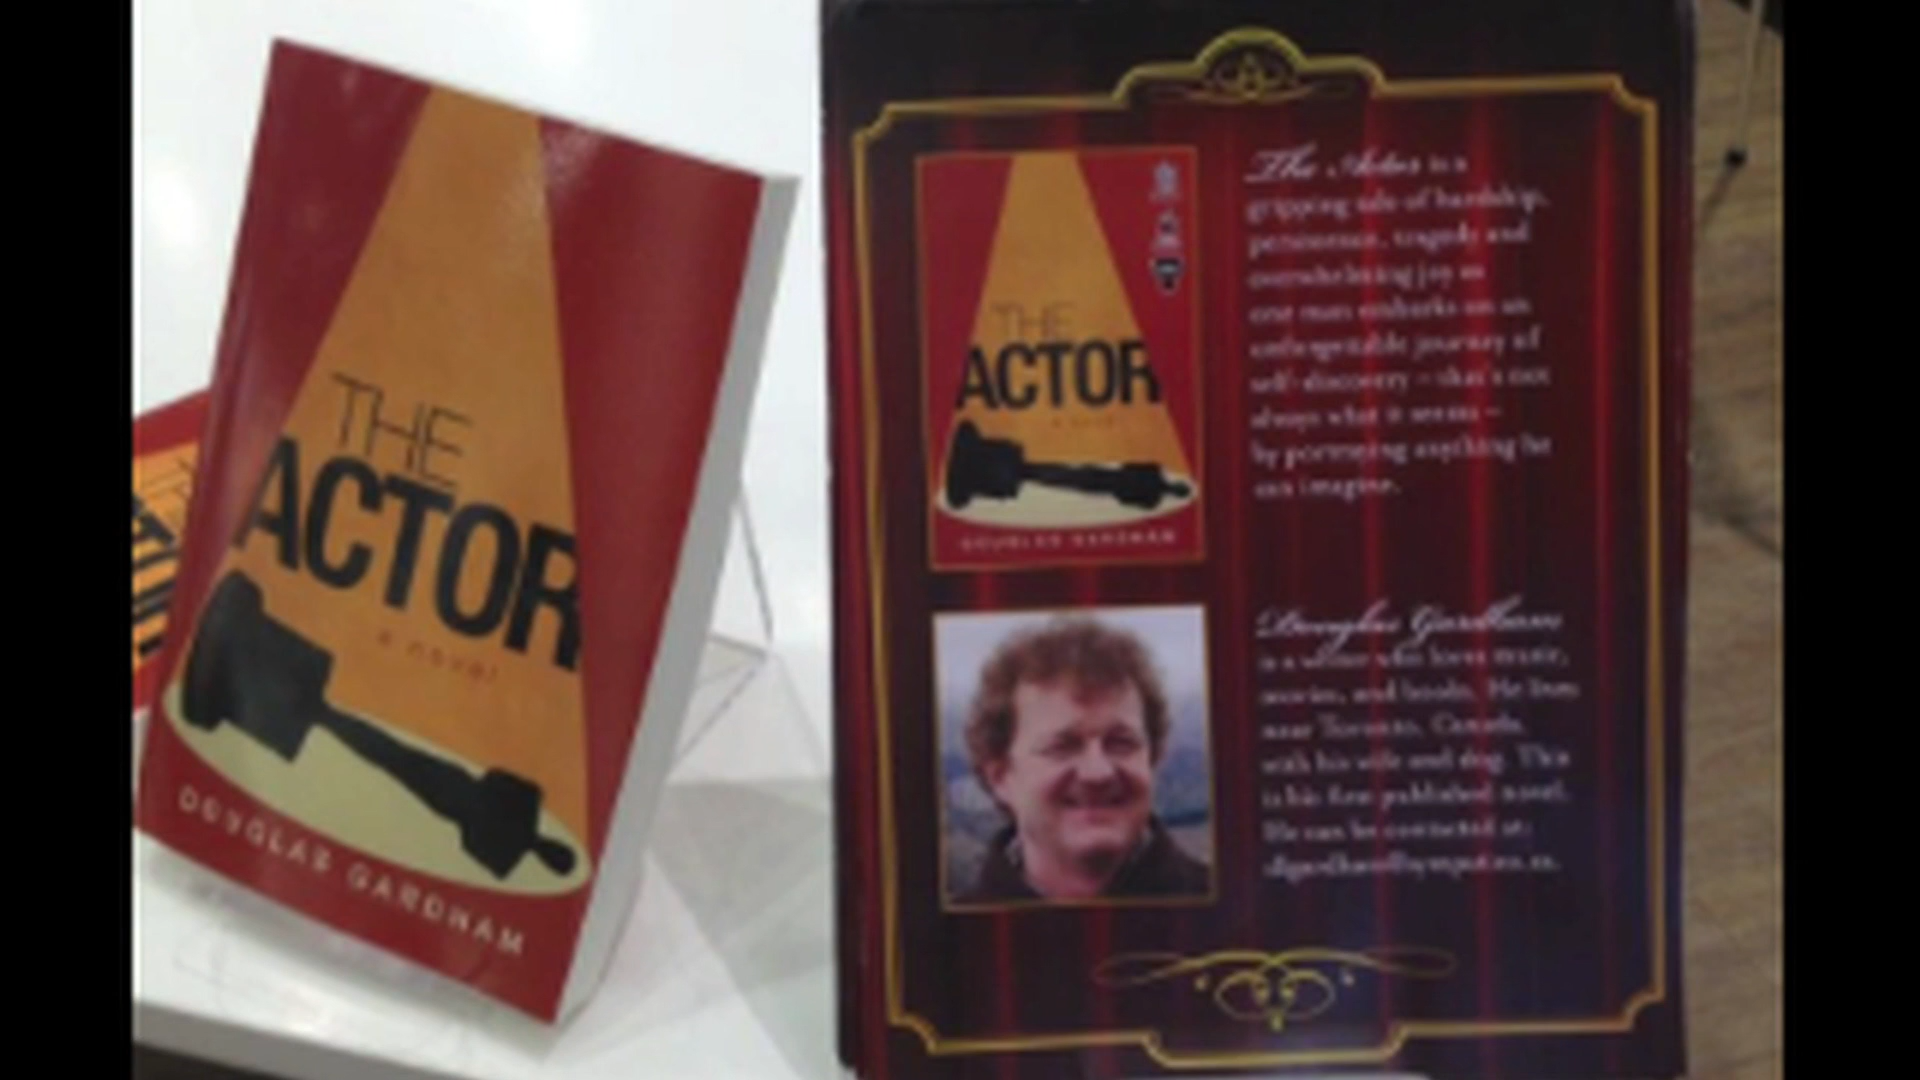 THE
ACTOR
a novel
DOUGLAS GARDHAM
THE
ACTOR
a novel
DOUGLAS GARDHAM
The Actor is a
gripping tale of hardship,
persistence, tragedy and
overwhelming joy as
one man embarks on an
unforgettable journey of
self-discovery – that's not
always what it seems –
by portraying anything he
can imagine.
Douglas Gardham
is a writer who loves music,
movies, and books. He lives
near Toronto, Canada,
with his wife and dog. This
is his first published novel.
He can be contacted at: